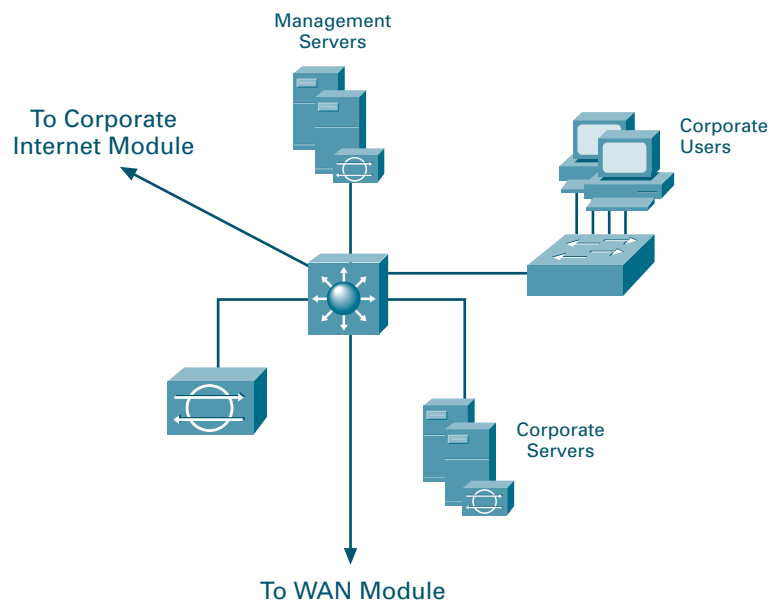 Management
Servers
To Corporate
Internet Module
Corporate
Users
Corporate
Servers
To WAN Module